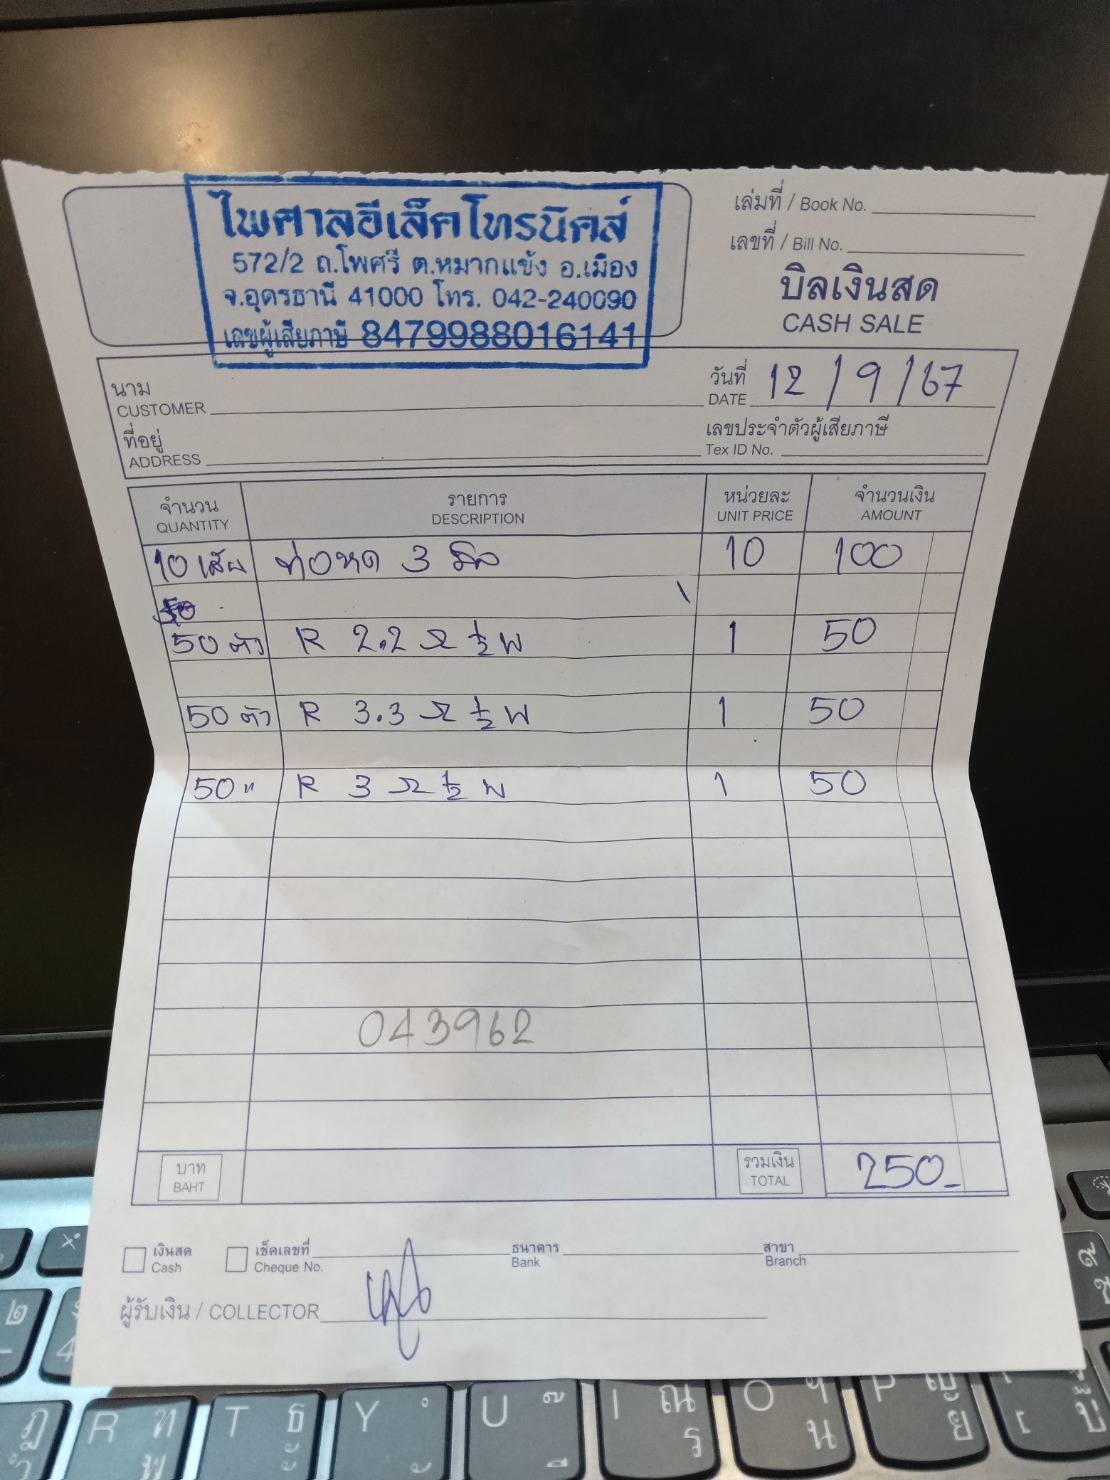 ไพศาลอีเล็คโทรนิคส์
572/2 ถ.โพศรี ต.หมากแข้ง อ.เมือง
จ.อุดรธานี 41000 โทร. 042-240090
เลขผู้เสียภาษี 8479988016141
เล่มที่ / Book No.
เลขที่ / Bill No.
บิลเงินสด
CASH SALE
นาม
CUSTOMER
วันที่ 12 / 9 / 67
DATE
ที่อยู่
ADDRESS
เลขประจำตัวผู้เสียภาษี
Tex ID No.
จำนวน รายการ หน่วยละ จำนวนเงิน
QUANTITY DESCRIPTION UNIT PRICE AMOUNT
10 เส้น ท่อหด 3 มิล 10 100
50 ตัว R 2.2 Ω ½ W 1 50
50 ตัว R 3.3 Ω ½ W 1 50
50 " R 3 Ω ½ W 1 50
043962
บาท รวมเงิน 250_
BAHT TOTAL
เงินสด เช็คเลขที่ ธนาคาร สาขา
Cash Cheque No. Bank Branch
ผู้รับเงิน / COLLECTOR
R ท พ
T ธ ะ
Y
U
I ณ ร
O ฯ น
P ญ ย